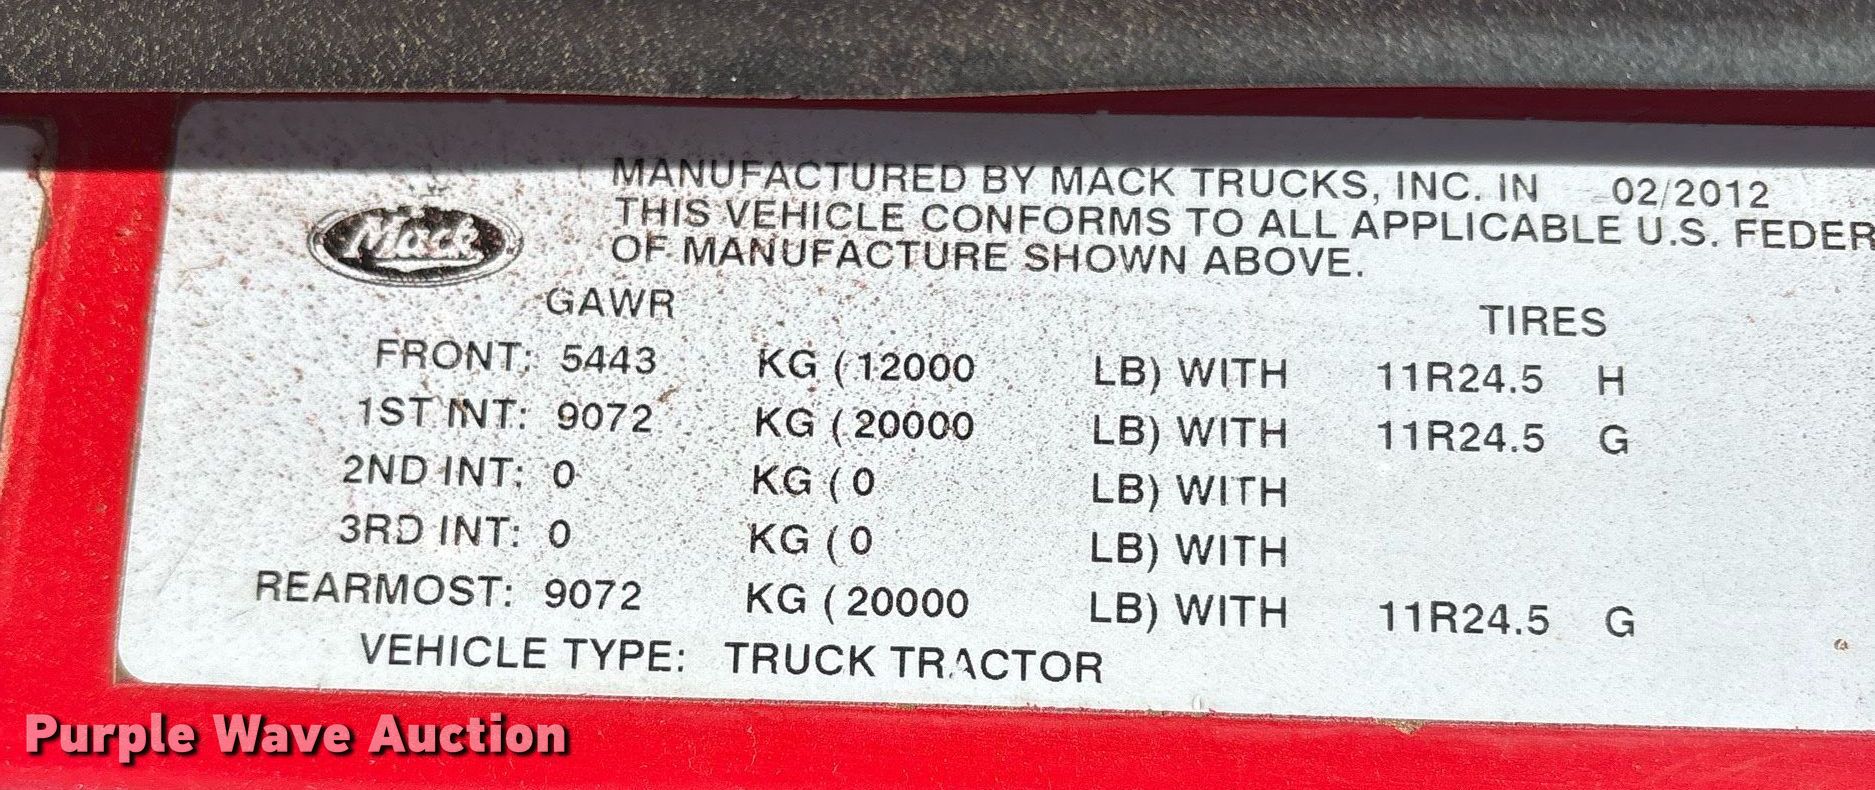 MANUFACTURED BY MACK TRUCKS, INC. IN 02/2012
THIS VEHICLE CONFORMS TO ALL APPLICABLE U.S. FEDER
OF MANUFACTURE SHOWN ABOVE.
Mack
GAWR TIRES
FRONT: 5443 KG (12000 LB) WITH 11R24.5 H
1ST INT: 9072 KG (20000 LB) WITH 11R24.5 G
2ND INT: 0 KG (0 LB) WITH
3RD INT: 0 KG (0 LB) WITH
REARMOST: 9072 KG (20000 LB) WITH 11R24.5 G
VEHICLE TYPE: TRUCK TRACTOR
Purple Wave Auction